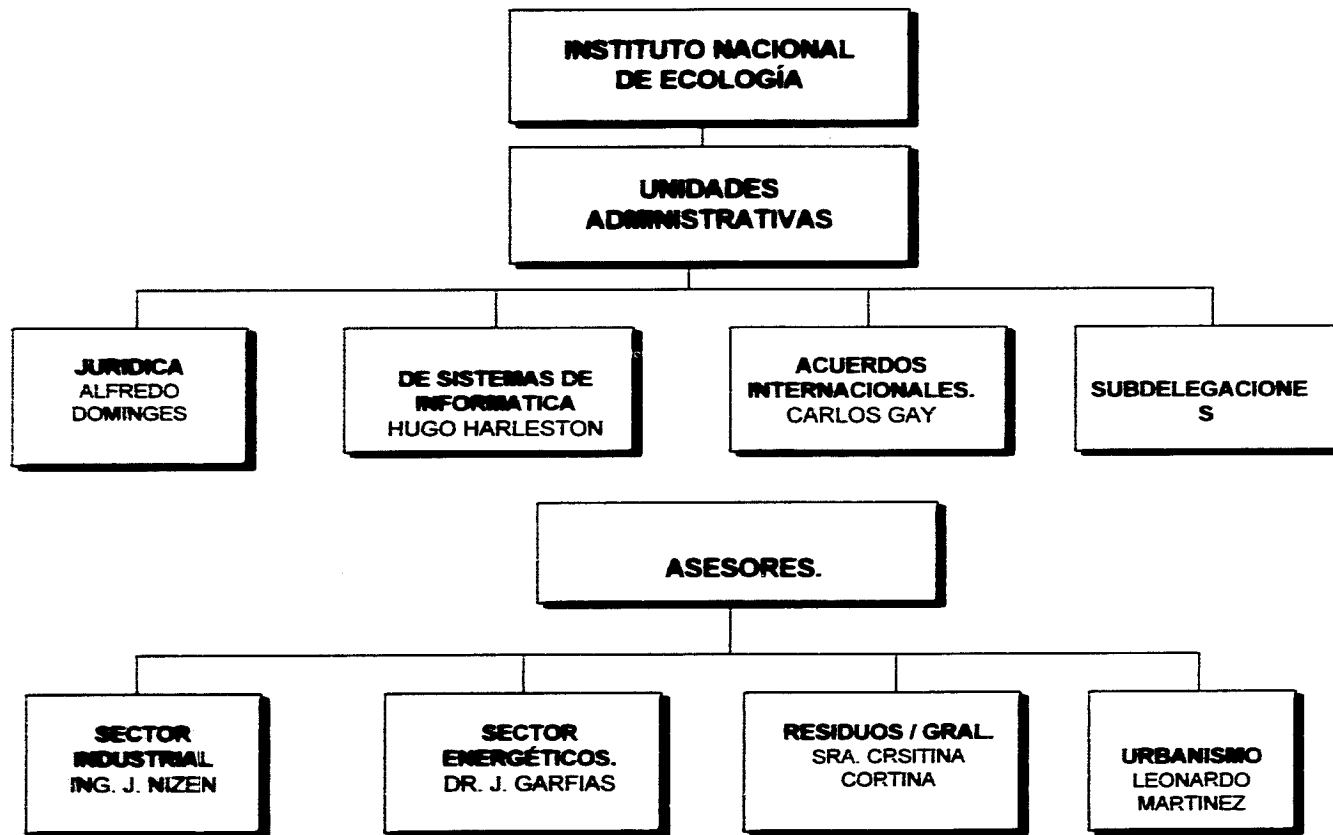 INSTITUTO NACIONAL
DE ECOLOGÍA
UNIDADES
ADMINISTRATIVAS
JURIDICA
ALFREDO
DOMINGES
DE SISTEMAS DE
INFORMATICA
HUGO HARLESTON
ACUERDOS
INTERNACIONALES.
CARLOS GAY
SUBDELEGACIONE
S
ASESORES.
SECTOR
INDUSTRIAL
ING. J. NIZEN
SECTOR
ENERGÉTICOS.
DR. J. GARFIAS
RESIDUOS / GRAL.
SRA. CRSITINA
CORTINA
URBANISMO
LEONARDO
MARTINEZ